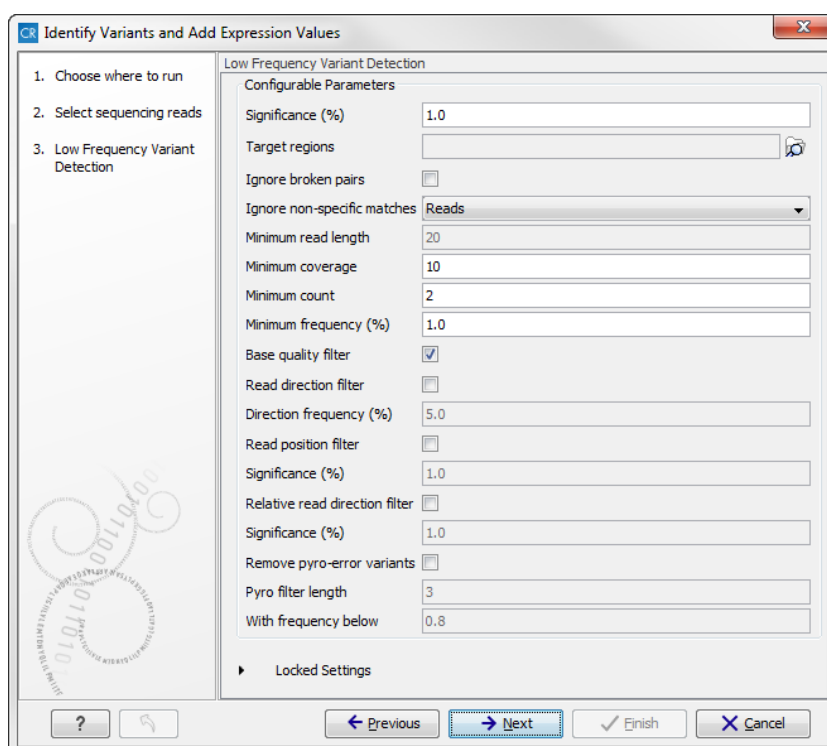 CR Identify Variants and Add Expression Values
1. Choose where to run
2. Select sequencing reads
3. Low Frequency Variant
Detection
Low Frequency Variant Detection
Configurable Parameters
Significance (%) 1.0
Target regions
Ignore broken pairs
Ignore non-specific matches Reads
Minimum read length 20
Minimum coverage 10
Minimum count 2
Minimum frequency (%) 1.0
Base quality filter
Read direction filter
Direction frequency (%) 5.0
Read position filter
Significance (%) 1.0
Relative read direction filter
Significance (%) 1.0
Remove pyro-error variants
Pyro filter length 3
With frequency below 0.8
Locked Settings
? Previous Next Finish Cancel